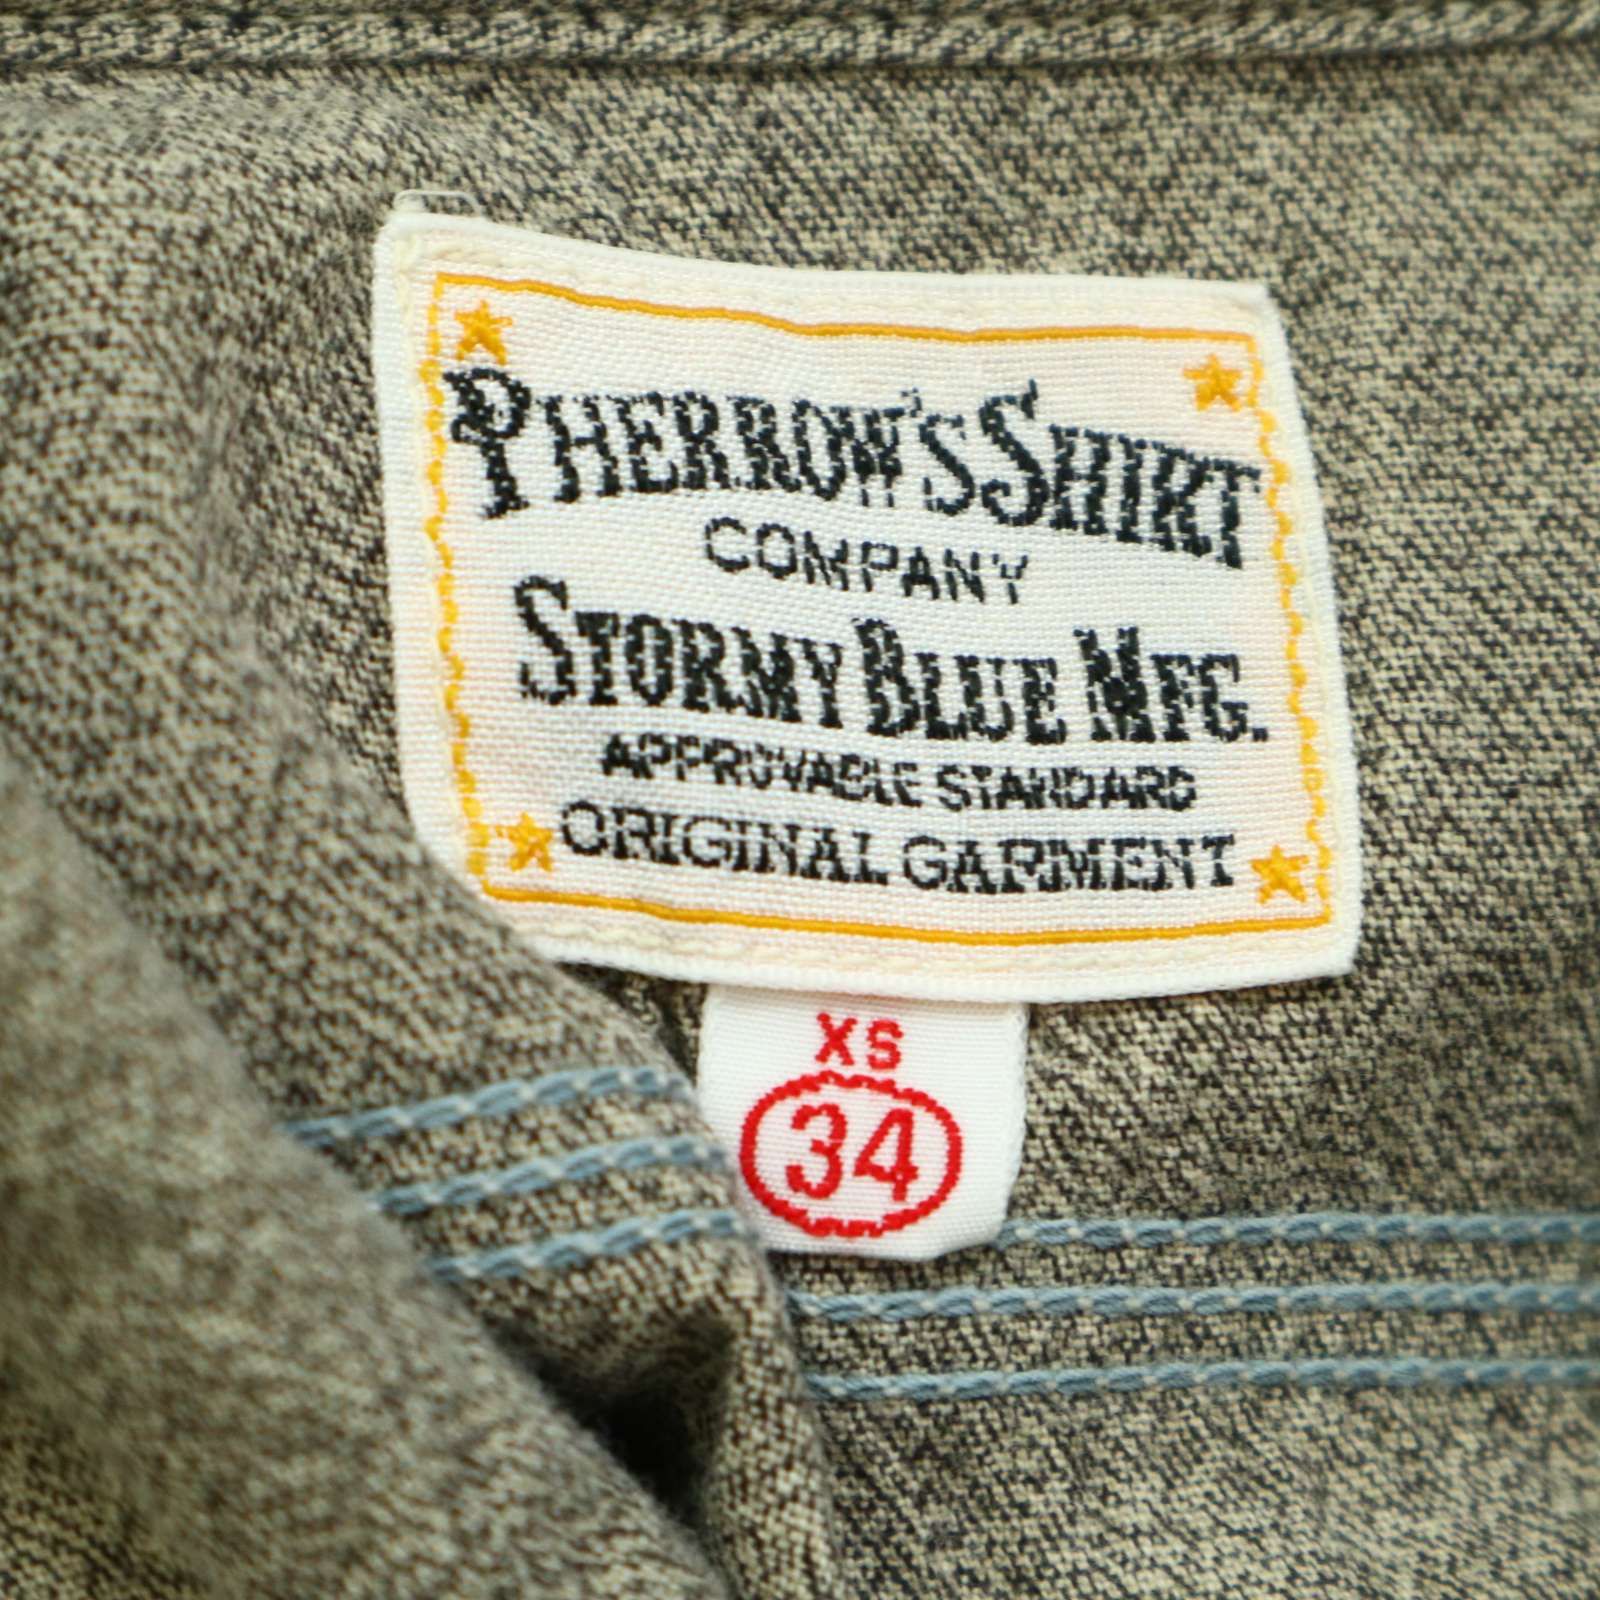 PHERROW'S SHIRT
COMPANY
STORMY BLUE MFG.
APPROVABLE STANDARD
ORIGINAL GARMENT
XS
34